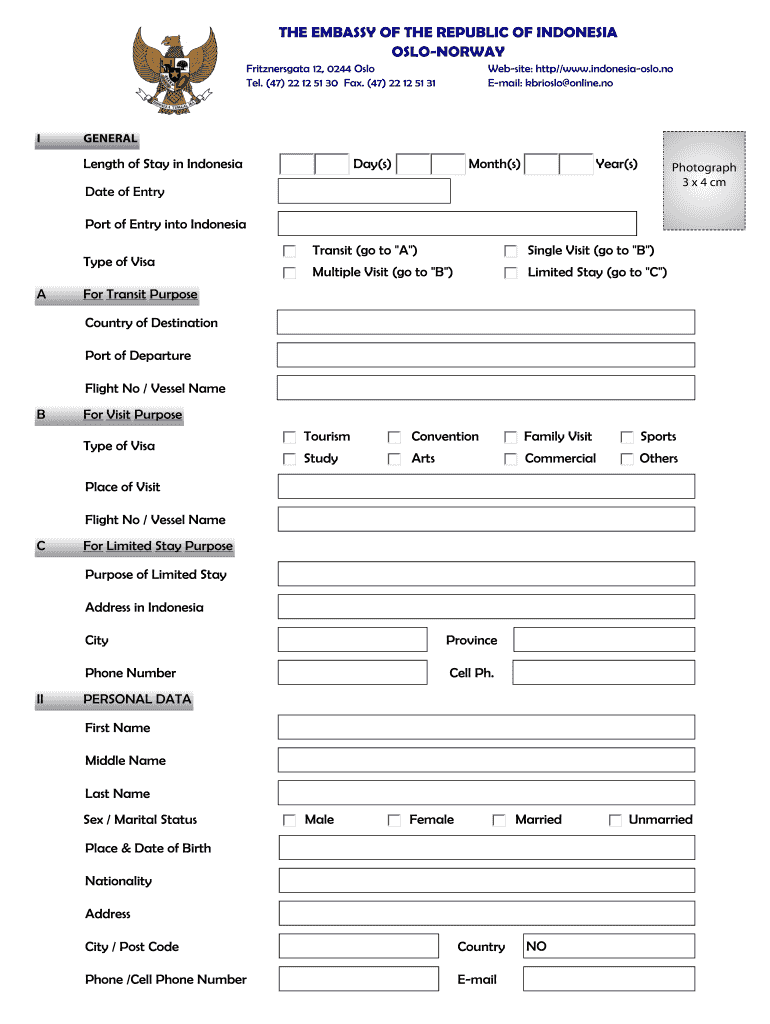 THE EMBASSY OF THE REPUBLIC OF INDONESIA
OSLO-NORWAY
Fritznersgata 12, 0244 Oslo Web-site: http//www.indonesia-oslo.no
Tel. (47) 22 12 51 30 Fax. (47) 22 12 51 31 E-mail: kbrioslo@online.no
I GENERAL
Length of Stay in Indonesia Day(s) Month(s) Year(s)
Photograph
3 x 4 cm
Date of Entry
Port of Entry into Indonesia
Type of Visa
Transit (go to "A") Single Visit (go to "B")
Multiple Visit (go to "B") Limited Stay (go to "C")
A For Transit Purpose
Country of Destination
Port of Departure
Flight No / Vessel Name
B For Visit Purpose
Type of Visa
Tourism Convention Family Visit Sports
Study Arts Commercial Others
Place of Visit
Flight No / Vessel Name
C For Limited Stay Purpose
Purpose of Limited Stay
Address in Indonesia
City Province
Phone Number Cell Ph.
II PERSONAL DATA
First Name
Middle Name
Last Name
Sex / Marital Status Male Female Married Unmarried
Place & Date of Birth
Nationality
Address
City / Post Code Country NO
Phone /Cell Phone Number E-mail